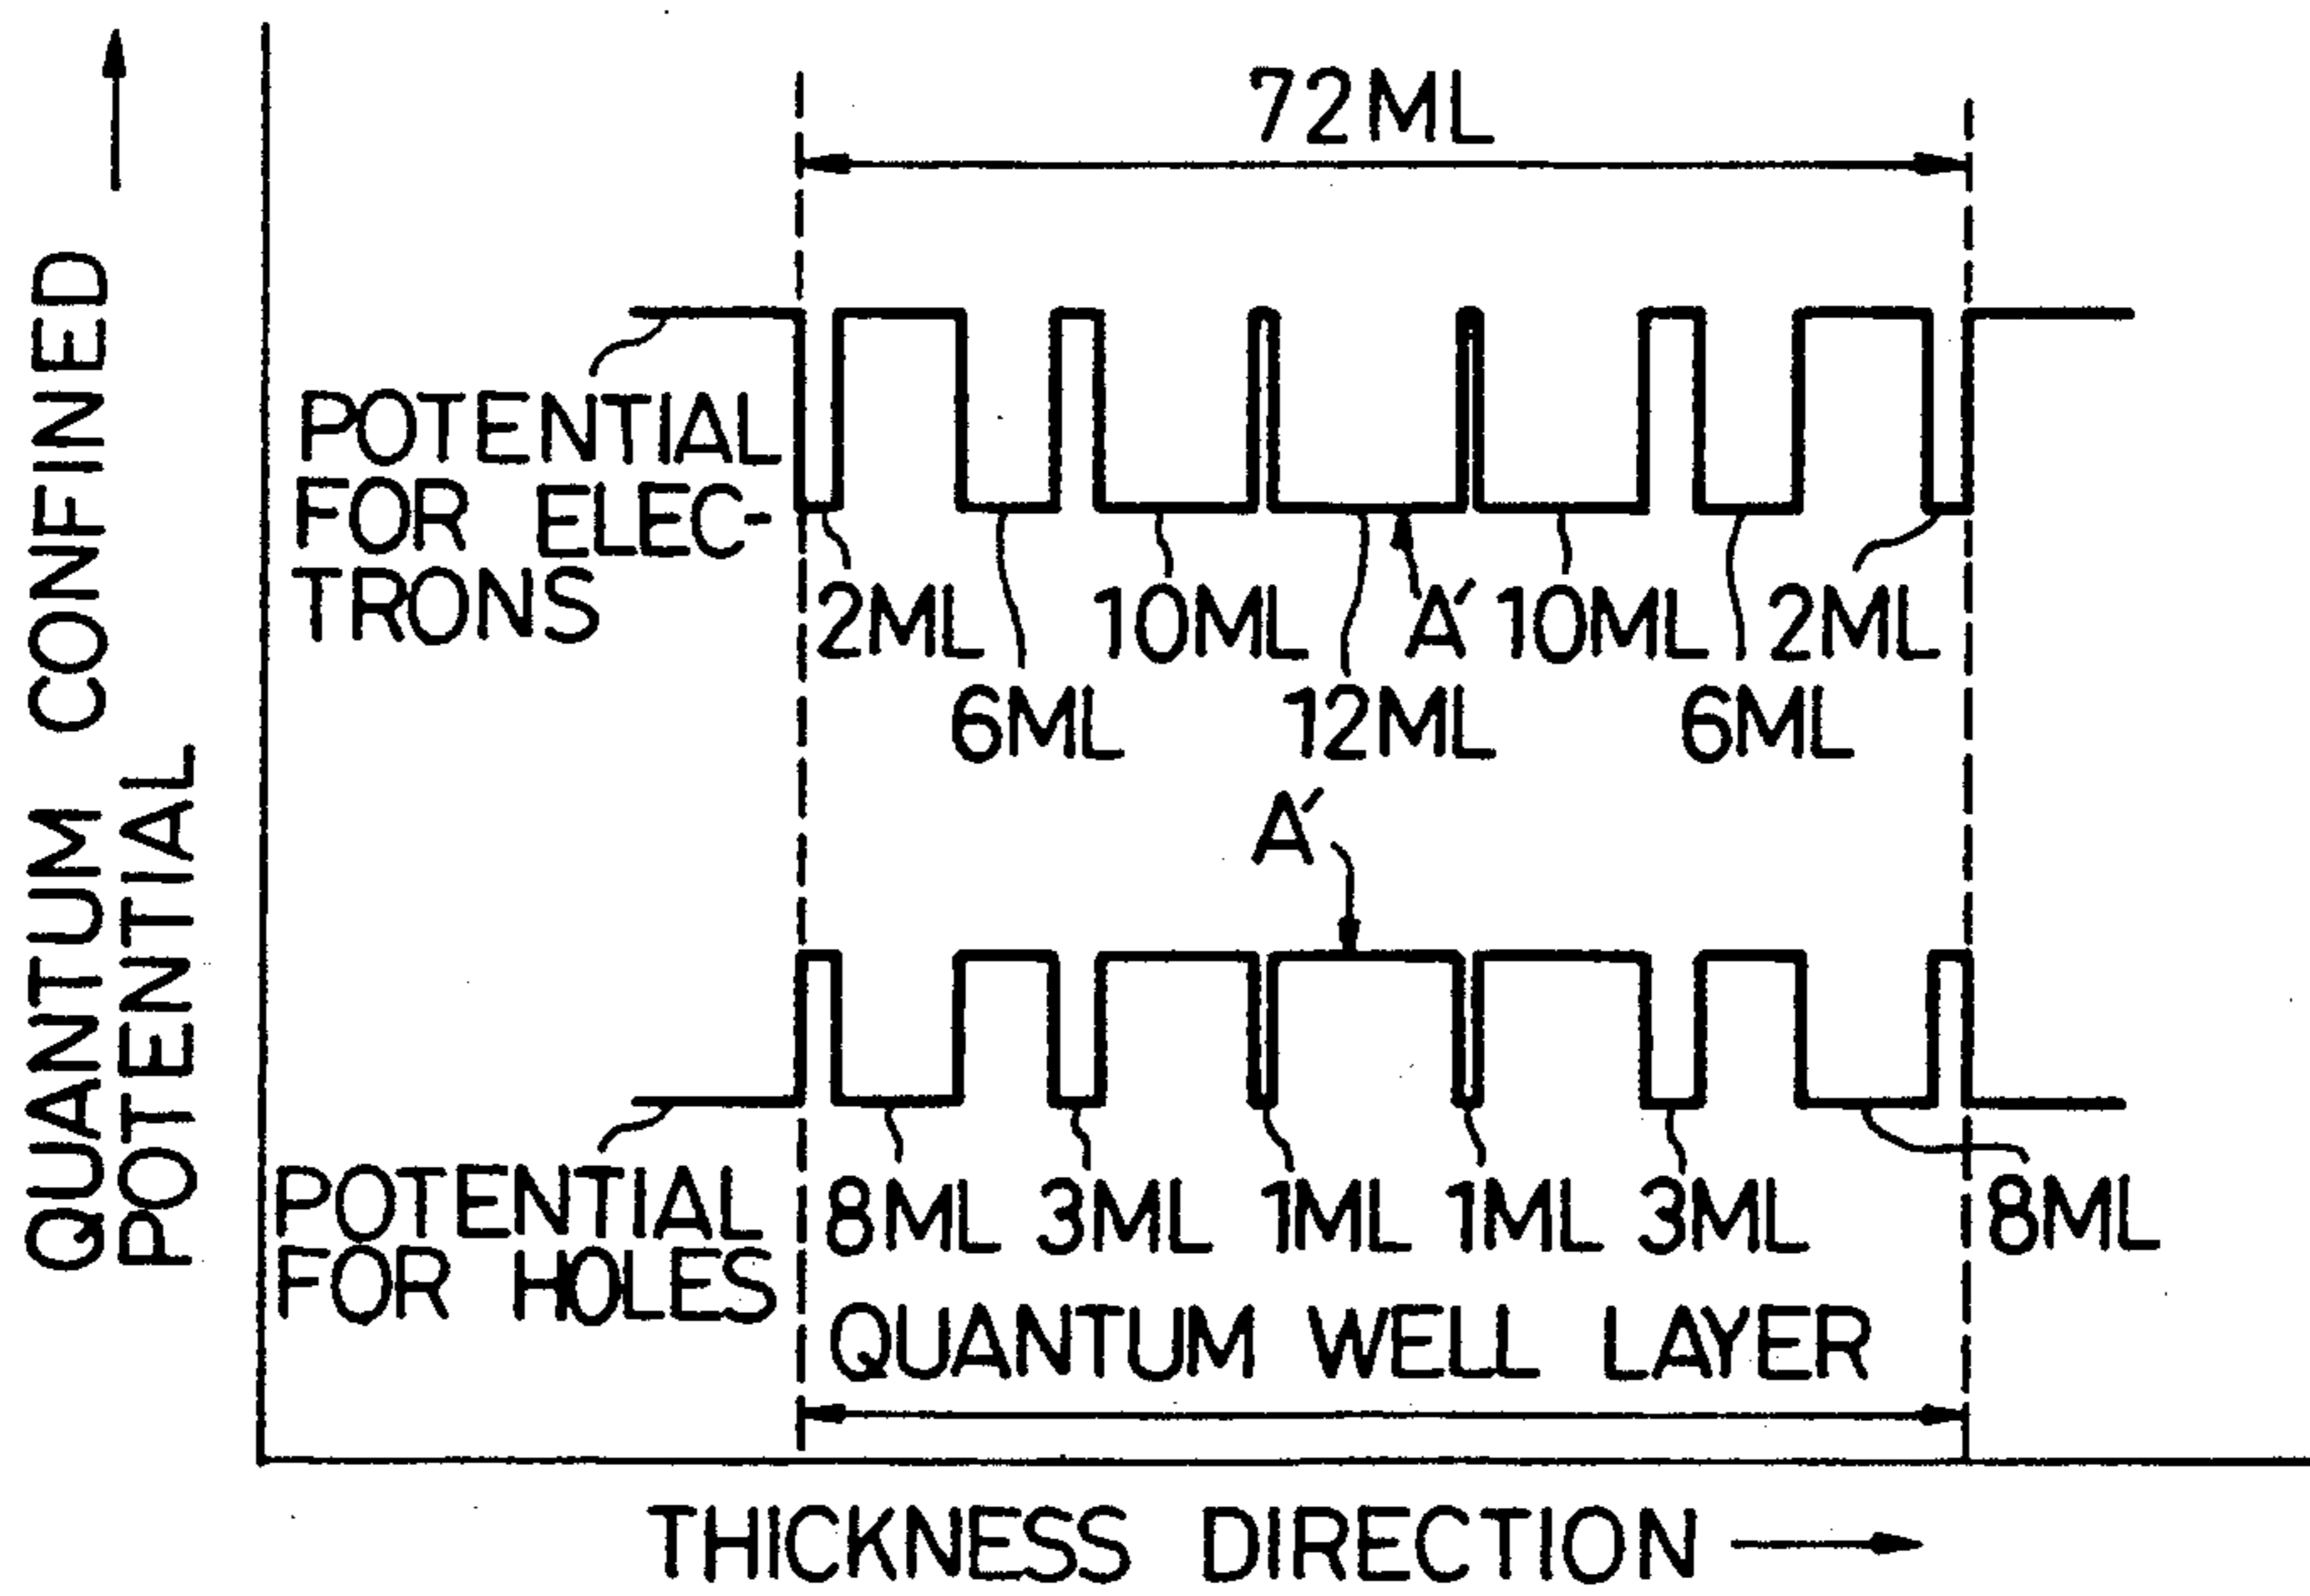 QUANTUM CONFINED
POTENTIAL
72ML
POTENTIAL
FOR ELEC-
TRONS
2ML
10ML
A′
10ML
2ML
6ML
12ML
6ML
A′
POTENTIAL
FOR HOLES
8ML
3ML
1ML
1ML
3ML
8ML
QUANTUM WELL LAYER
THICKNESS DIRECTION